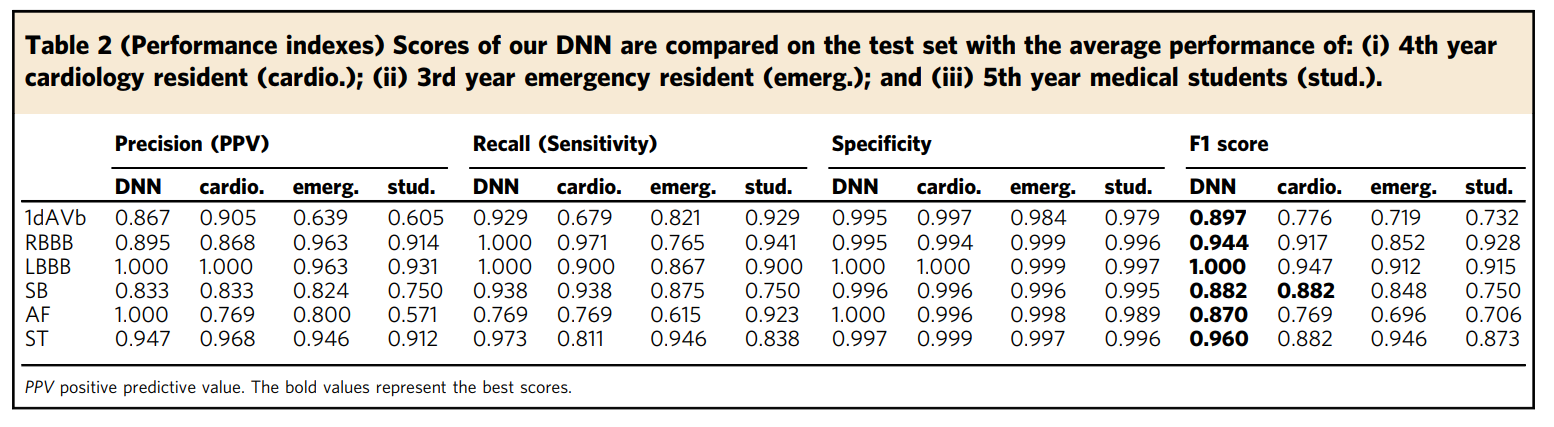 Table 2 (Performance indexes) Scores of our DNN are compared on the test set with the average performance of: (i) 4th year
cardiology resident (cardio.); (ii) 3rd year emergency resident (emerg.); and (iii) 5th year medical students (stud.).
Precision (PPV) Recall (Sensitivity) Specificity F1 score
DNN cardio. emerg. stud. DNN cardio. emerg. stud. DNN cardio. emerg. stud. DNN cardio. emerg. stud.
1dAVb 0.867 0.905 0.639 0.605 0.929 0.679 0.821 0.929 0.995 0.997 0.984 0.979 0.897 0.776 0.719 0.732
RBBB 0.895 0.868 0.963 0.914 1.000 0.971 0.765 0.941 0.995 0.994 0.999 0.996 0.944 0.917 0.852 0.928
LBBB 1.000 1.000 0.963 0.931 1.000 0.900 0.867 0.900 1.000 1.000 0.999 0.997 1.000 0.947 0.912 0.915
SB 0.833 0.833 0.824 0.750 0.938 0.938 0.875 0.750 0.996 0.996 0.996 0.995 0.882 0.882 0.848 0.750
AF 1.000 0.769 0.800 0.571 0.769 0.769 0.615 0.923 1.000 0.996 0.998 0.989 0.870 0.769 0.696 0.706
ST 0.947 0.968 0.946 0.912 0.973 0.811 0.946 0.838 0.997 0.999 0.997 0.996 0.960 0.882 0.946 0.873
PPV positive predictive value. The bold values represent the best scores.